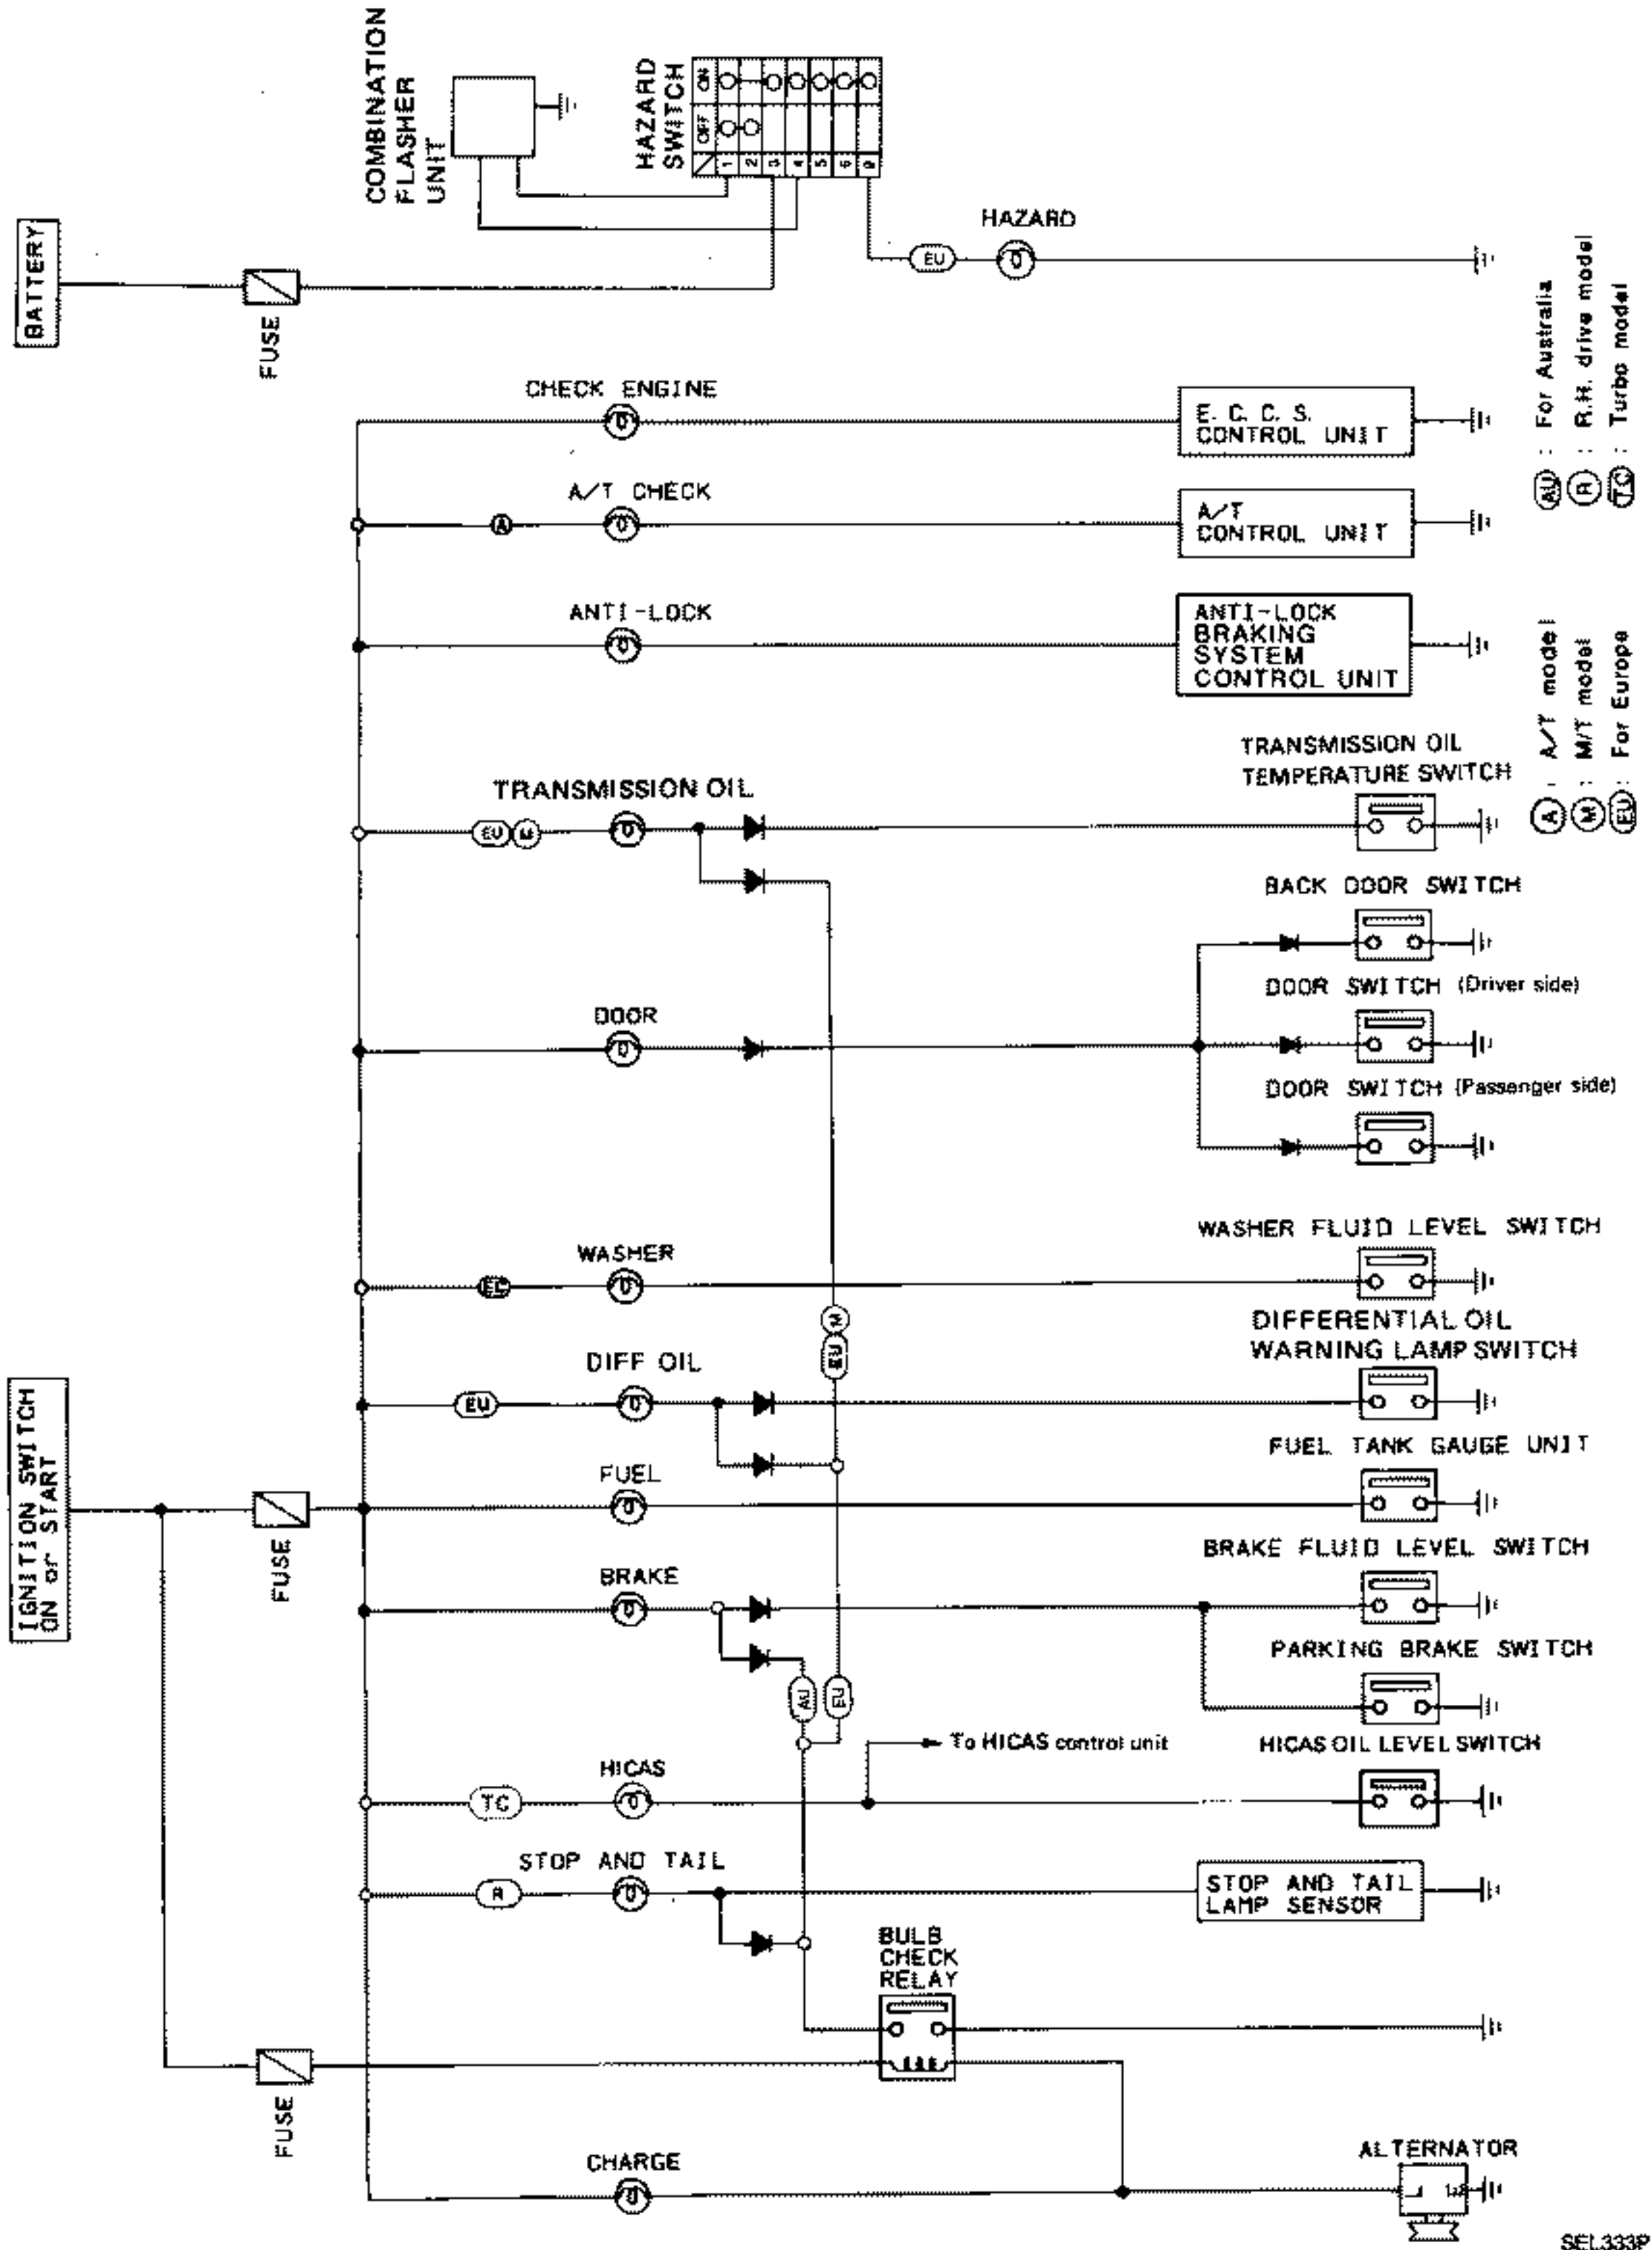 BATTERY
FUSE
COMBINATION
FLASHER
UNIT
HAZARD
SWITCH
OFF
ON
1
2
3
4
5
6
9
EU
HAZARD
CHECK ENGINE
E. C. C. S.
CONTROL UNIT
A/T CHECK
A
A/T
CONTROL UNIT
ANTI-LOCK
ANTI-LOCK
BRAKING
SYSTEM
CONTROL UNIT
AU : For Australia
R : R.H. drive model
TC : Turbo model
A : A/T model
M : M/T model
EU : For Europe
TRANSMISSION OIL
EU M
TRANSMISSION OIL
TEMPERATURE SWITCH
BACK DOOR SWITCH
DOOR SWITCH (Driver side)
DOOR
DOOR SWITCH (Passenger side)
WASHER FLUID LEVEL SWITCH
WASHER
M
EU
DIFFERENTIAL OIL
WARNING LAMP SWITCH
DIFF OIL
EU
IGNITION SWITCH
ON or START
FUSE
FUEL TANK GAUGE UNIT
FUEL
BRAKE FLUID LEVEL SWITCH
BRAKE
PARKING BRAKE SWITCH
AU
EU
To HICAS control unit
HICAS OIL LEVEL SWITCH
HICAS
TC
STOP AND TAIL
R
STOP AND TAIL
LAMP SENSOR
BULB
CHECK
RELAY
FUSE
CHARGE
ALTERNATOR
L
SEL333P